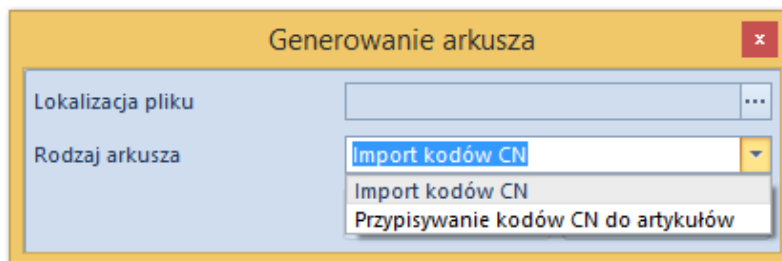 Generowanie arkusza
x
Lokalizacja pliku
...
Rodzaj arkusza
Import kodów CN
Import kodów CN
Przypisywanie kodów CN do artykułów